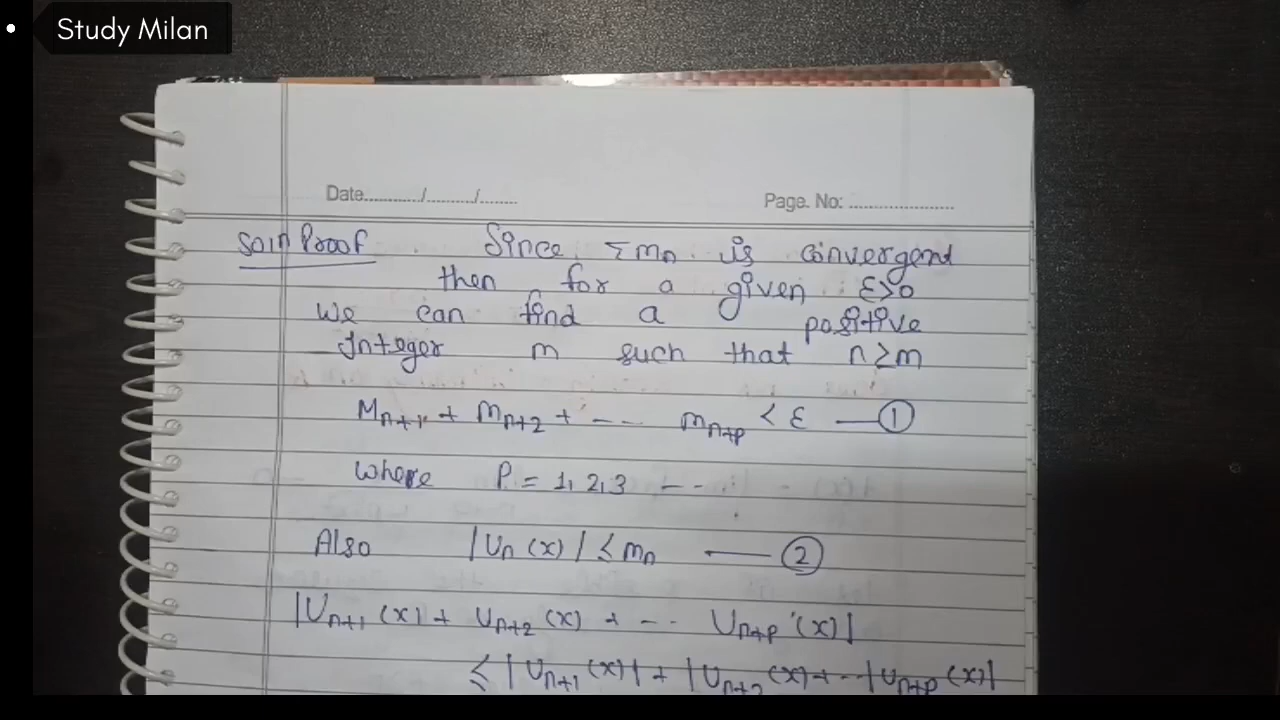 Study Milan
Date............/.........../.......
Page. No: ......................
Soln Proof . Since Σ Mn is convergent
then for a given ε>0
We can find a positive
Integer m such that n≥m
Mn+1 + Mn+2 + ---- mn+p < ε —①
Where P = 1, 2, 3 ---
Also |Un (x)| ≤ Mn —②
|Un+1 (x) + Un+2 (x) + --- Un+p (x)|
≤ |Un+1 (x)| + |Un+2 (x) + --- |Un+p (x)|